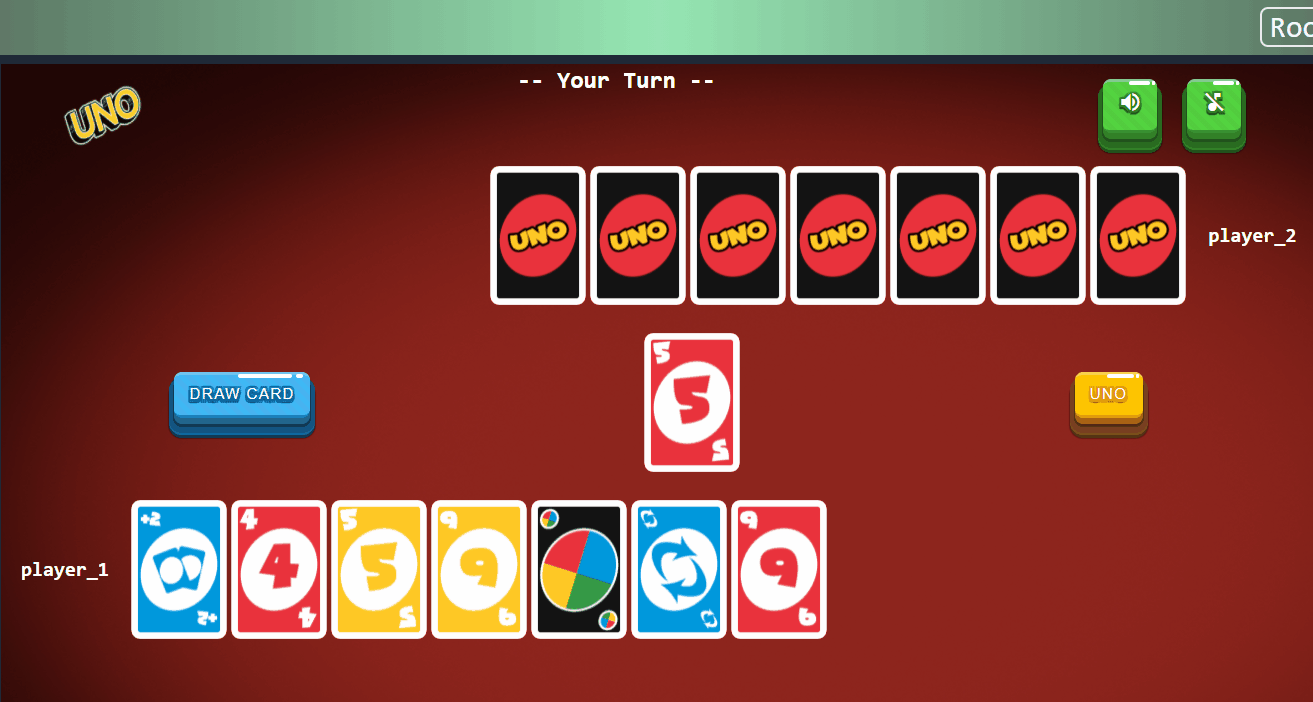 Roo
-- Your Turn --
UNO
UNO UNO UNO UNO UNO UNO UNO
player_2
5
5
5
DRAW CARD
UNO
+2 4 5 9 9
4 5 9 9
player_1
+2 4 5 9 9